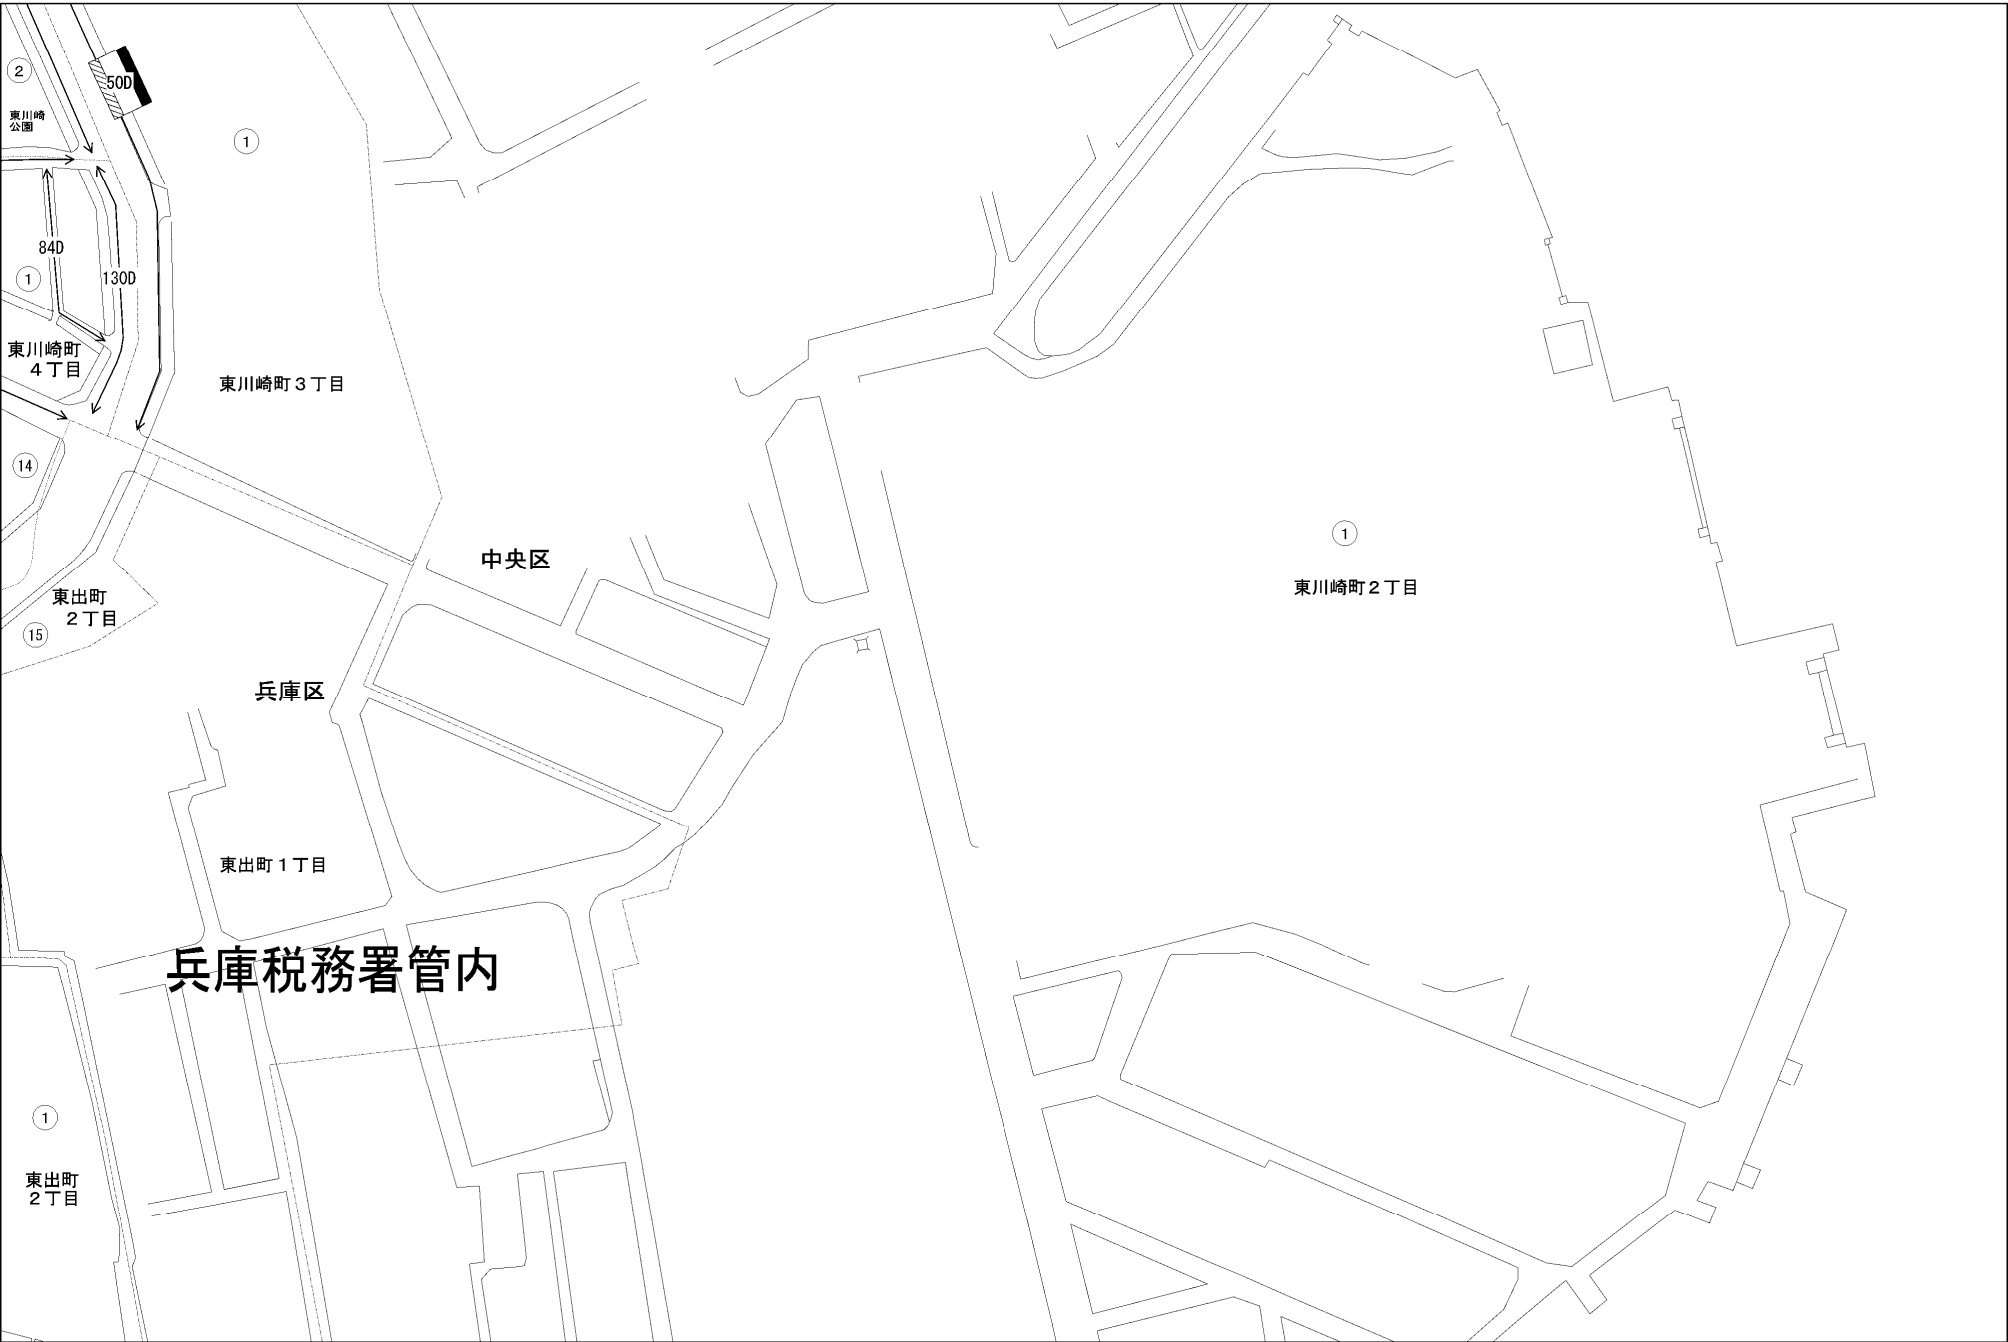 2
50D
東川崎
公園
1
84D
130D
1
東川崎町
4丁目
東川崎町3丁目
14
中央区
1
東川崎町2丁目
東出町
2丁目
15
兵庫区
東出町1丁目
兵庫税務署管内
1
東出町
2丁目